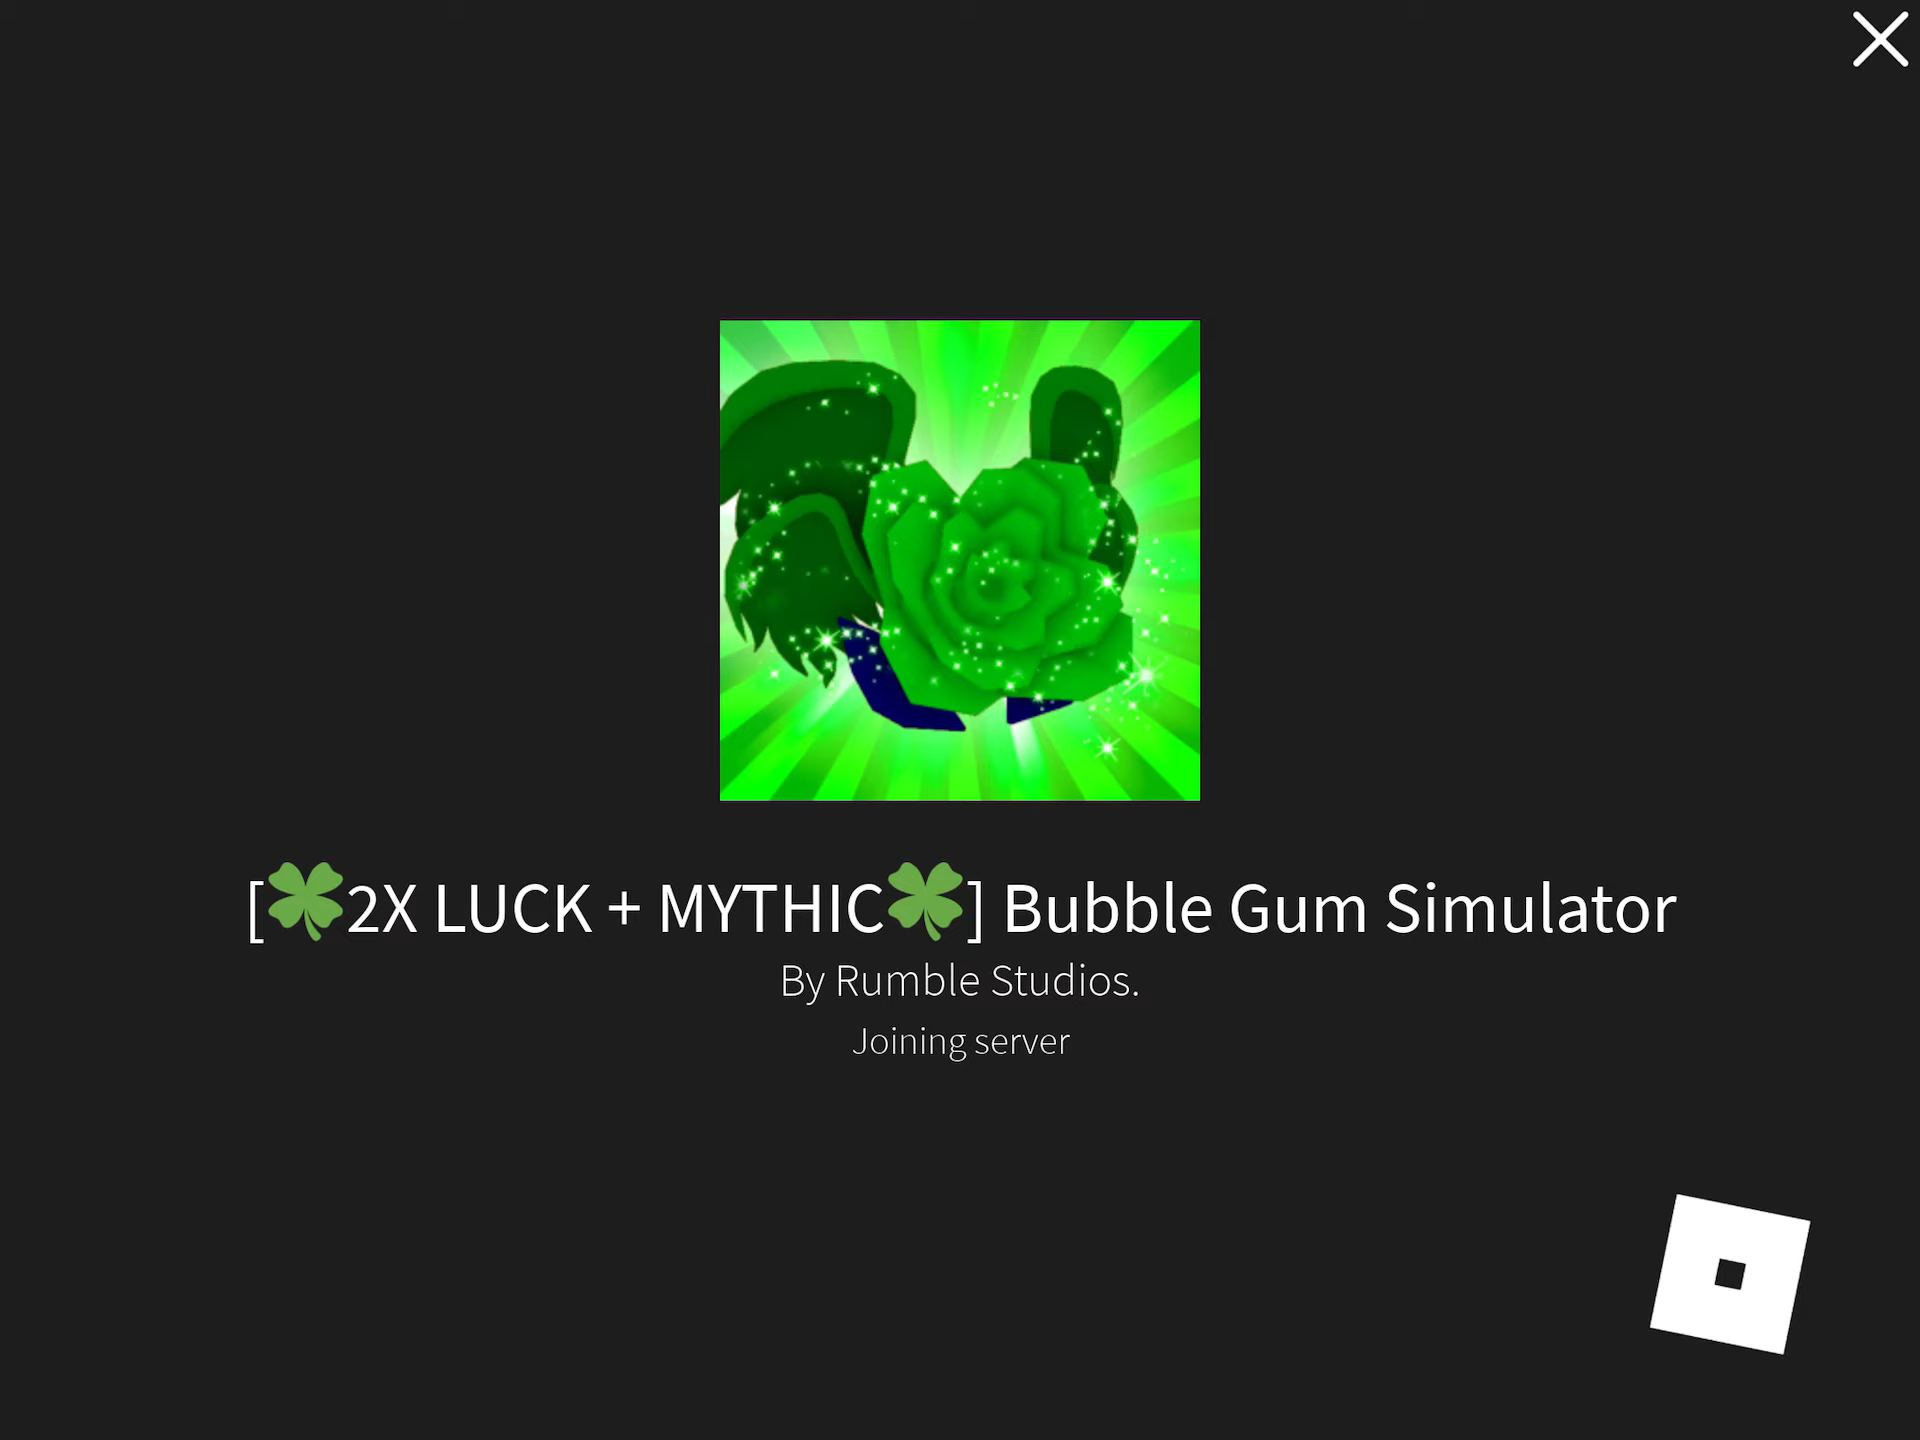 [🍀2X LUCK + MYTHIC🍀] Bubble Gum Simulator
By Rumble Studios.
Joining server